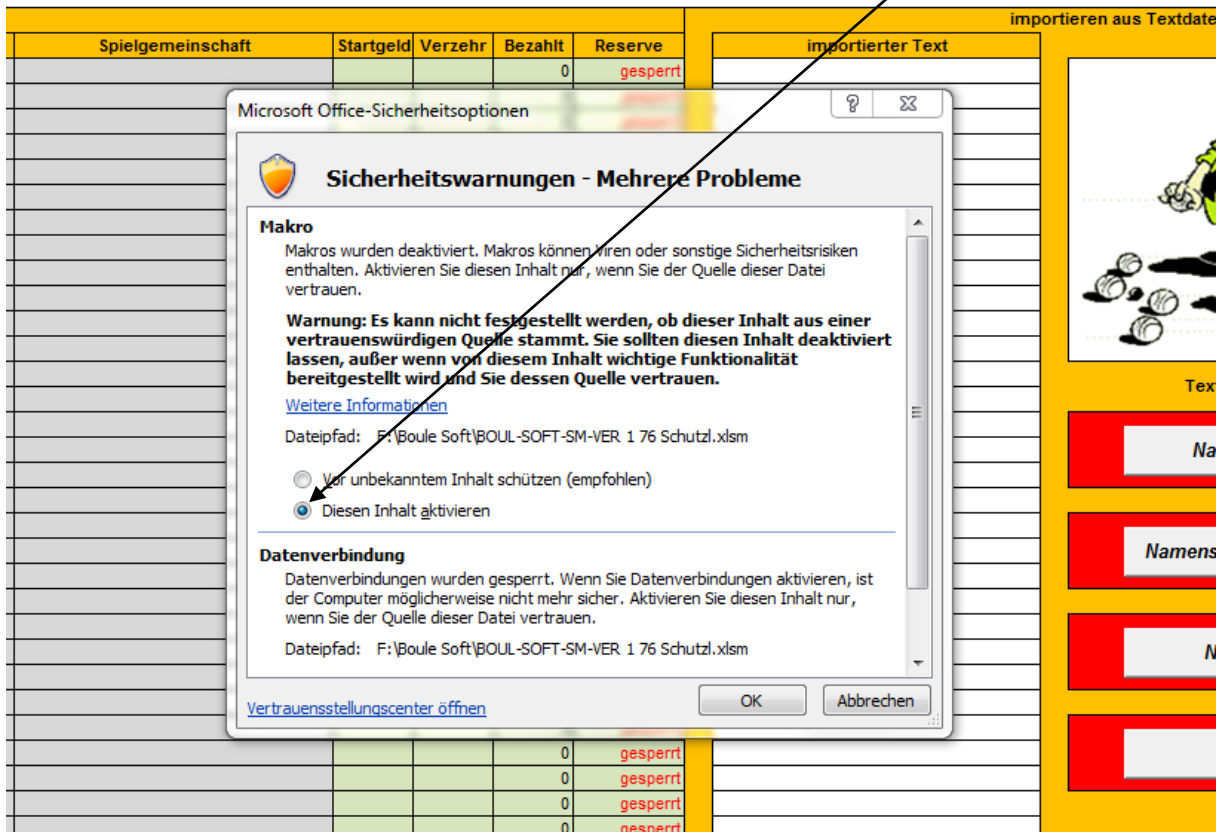 importieren aus Textdate
Spielgemeinschaft Startgeld Verzehr Bezahlt Reserve importierter Text
0 gesperrt
Microsoft Office-Sicherheitsoptionen
Sicherheitswarnungen - Mehrere Probleme
Makro
Makros wurden deaktiviert. Makros können Viren oder sonstige Sicherheitsrisiken
enthalten. Aktivieren Sie diesen Inhalt nur, wenn Sie der Quelle dieser Datei
vertrauen.
Warnung: Es kann nicht festgestellt werden, ob dieser Inhalt aus einer
vertrauenswürdigen Quelle stammt. Sie sollten diesen Inhalt deaktiviert
lassen, außer wenn von diesem Inhalt wichtige Funktionalität
bereitgestellt wird und Sie dessen Quelle vertrauen.
Weitere Informationen
Dateipfad: F:\Boule Soft\BOUL-SOFT-SM-VER 1 76 Schutzl.xlsm
Vor unbekanntem Inhalt schützen (empfohlen)
Diesen Inhalt aktivieren
Datenverbindung
Datenverbindungen wurden gesperrt. Wenn Sie Datenverbindungen aktivieren, ist
der Computer möglicherweise nicht mehr sicher. Aktivieren Sie diesen Inhalt nur,
wenn Sie der Quelle dieser Datei vertrauen.
Dateipfad: F:\Boule Soft\BOUL-SOFT-SM-VER 1 76 Schutzl.xlsm
Vertrauensstellungscenter öffnen
OK Abbrechen
Tex
Na
Namens
N
0 gesperrt
0 gesperrt
0 gesperrt
0 gesperrt